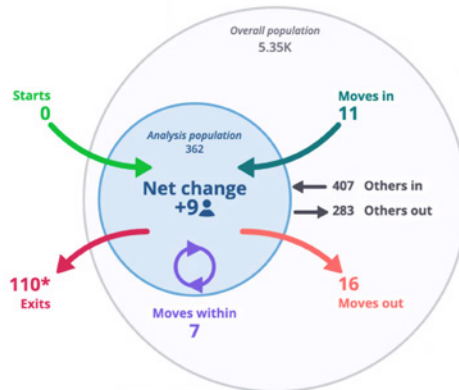 Overall population
5.35K
Starts
0
Moves in
11
Analysis population
362
Net change
+9
407 Others in
283 Others out
110*
Exits
16
Moves out
Moves within
7